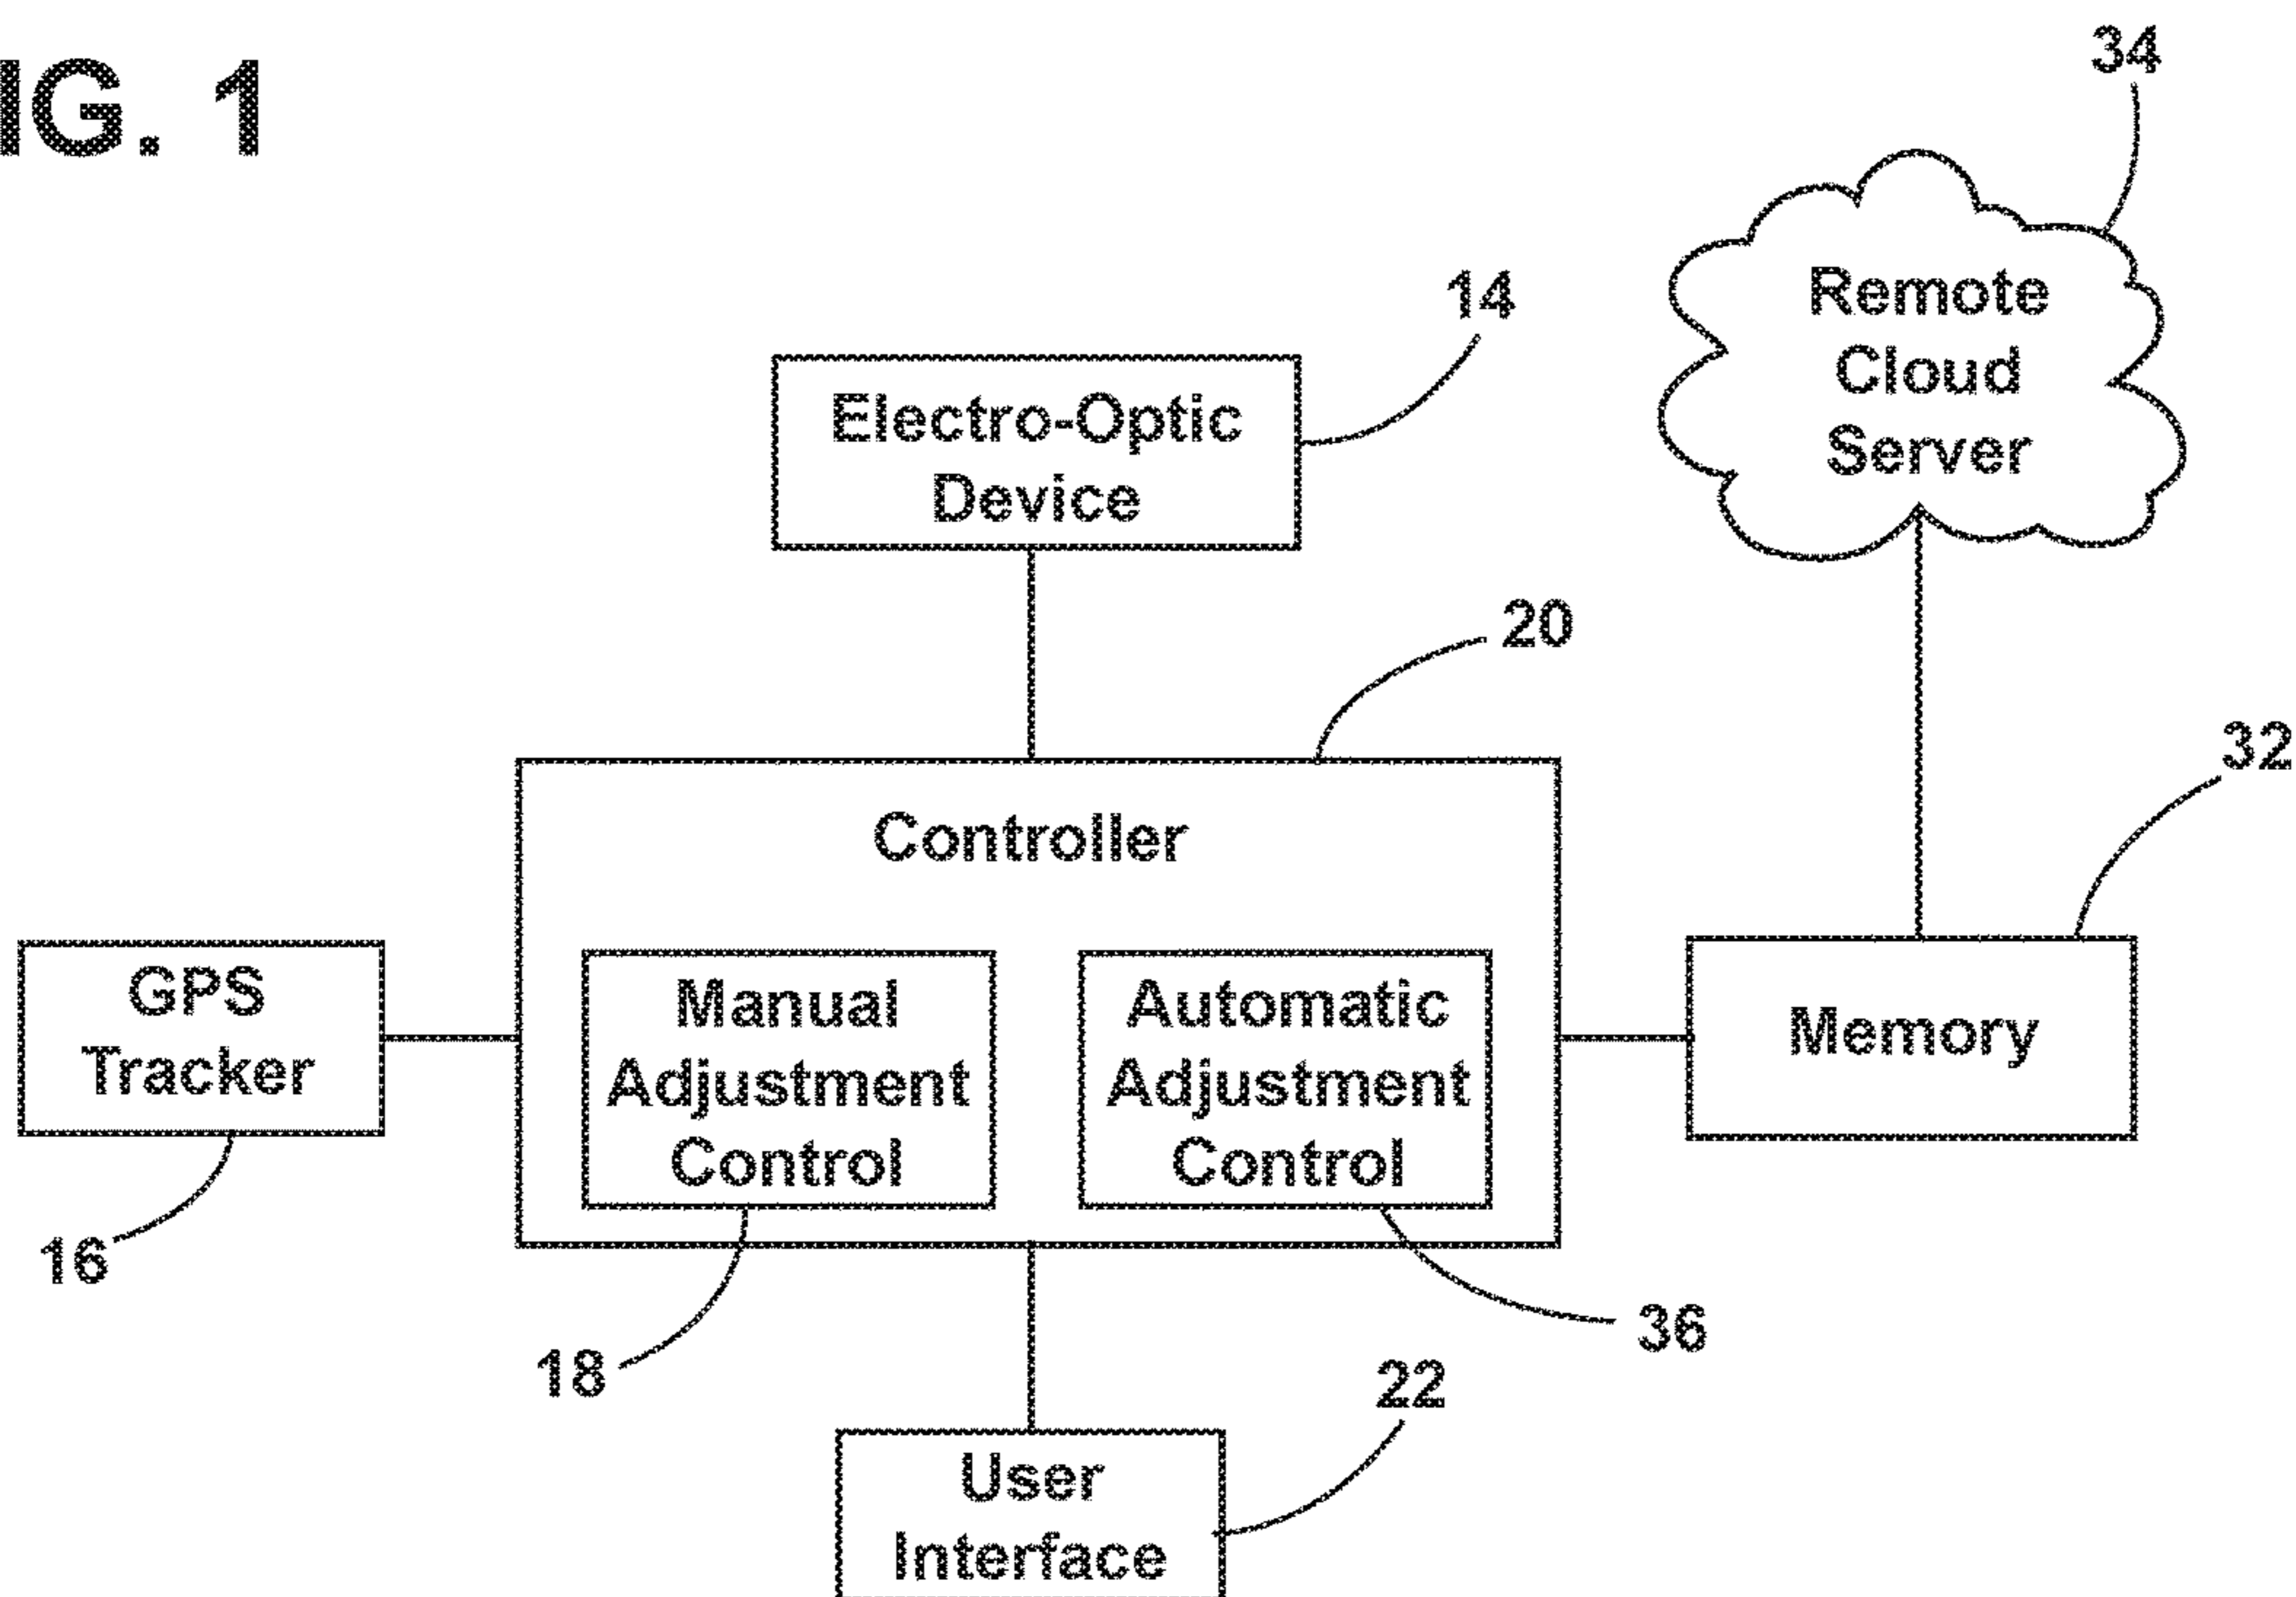 IG. 1
34
Remote
Cloud
Server
14
Electro-Optic
Device
20
32
Controller
GPS
Tracker
Manual
Adjustment
Control
Automatic
Adjustment
Control
Memory
16
18
36
22
User
Interface